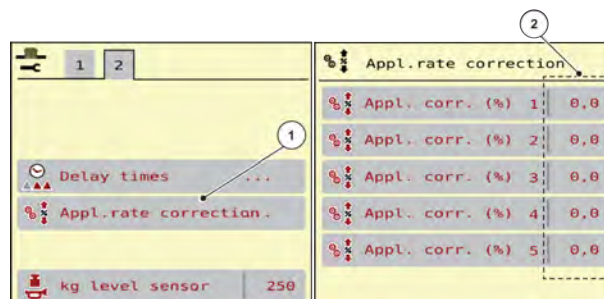 2
1 2
Appl.rate correction
Appl. corr. (%) 1 0,0
1
Appl. corr. (%) 2 0,0
Delay times ...
Appl. corr. (%) 3 0,0
Appl.rate correction.
Appl. corr. (%) 4 0,0
Appl. corr. (%) 5 0,0
kg level sensor 250